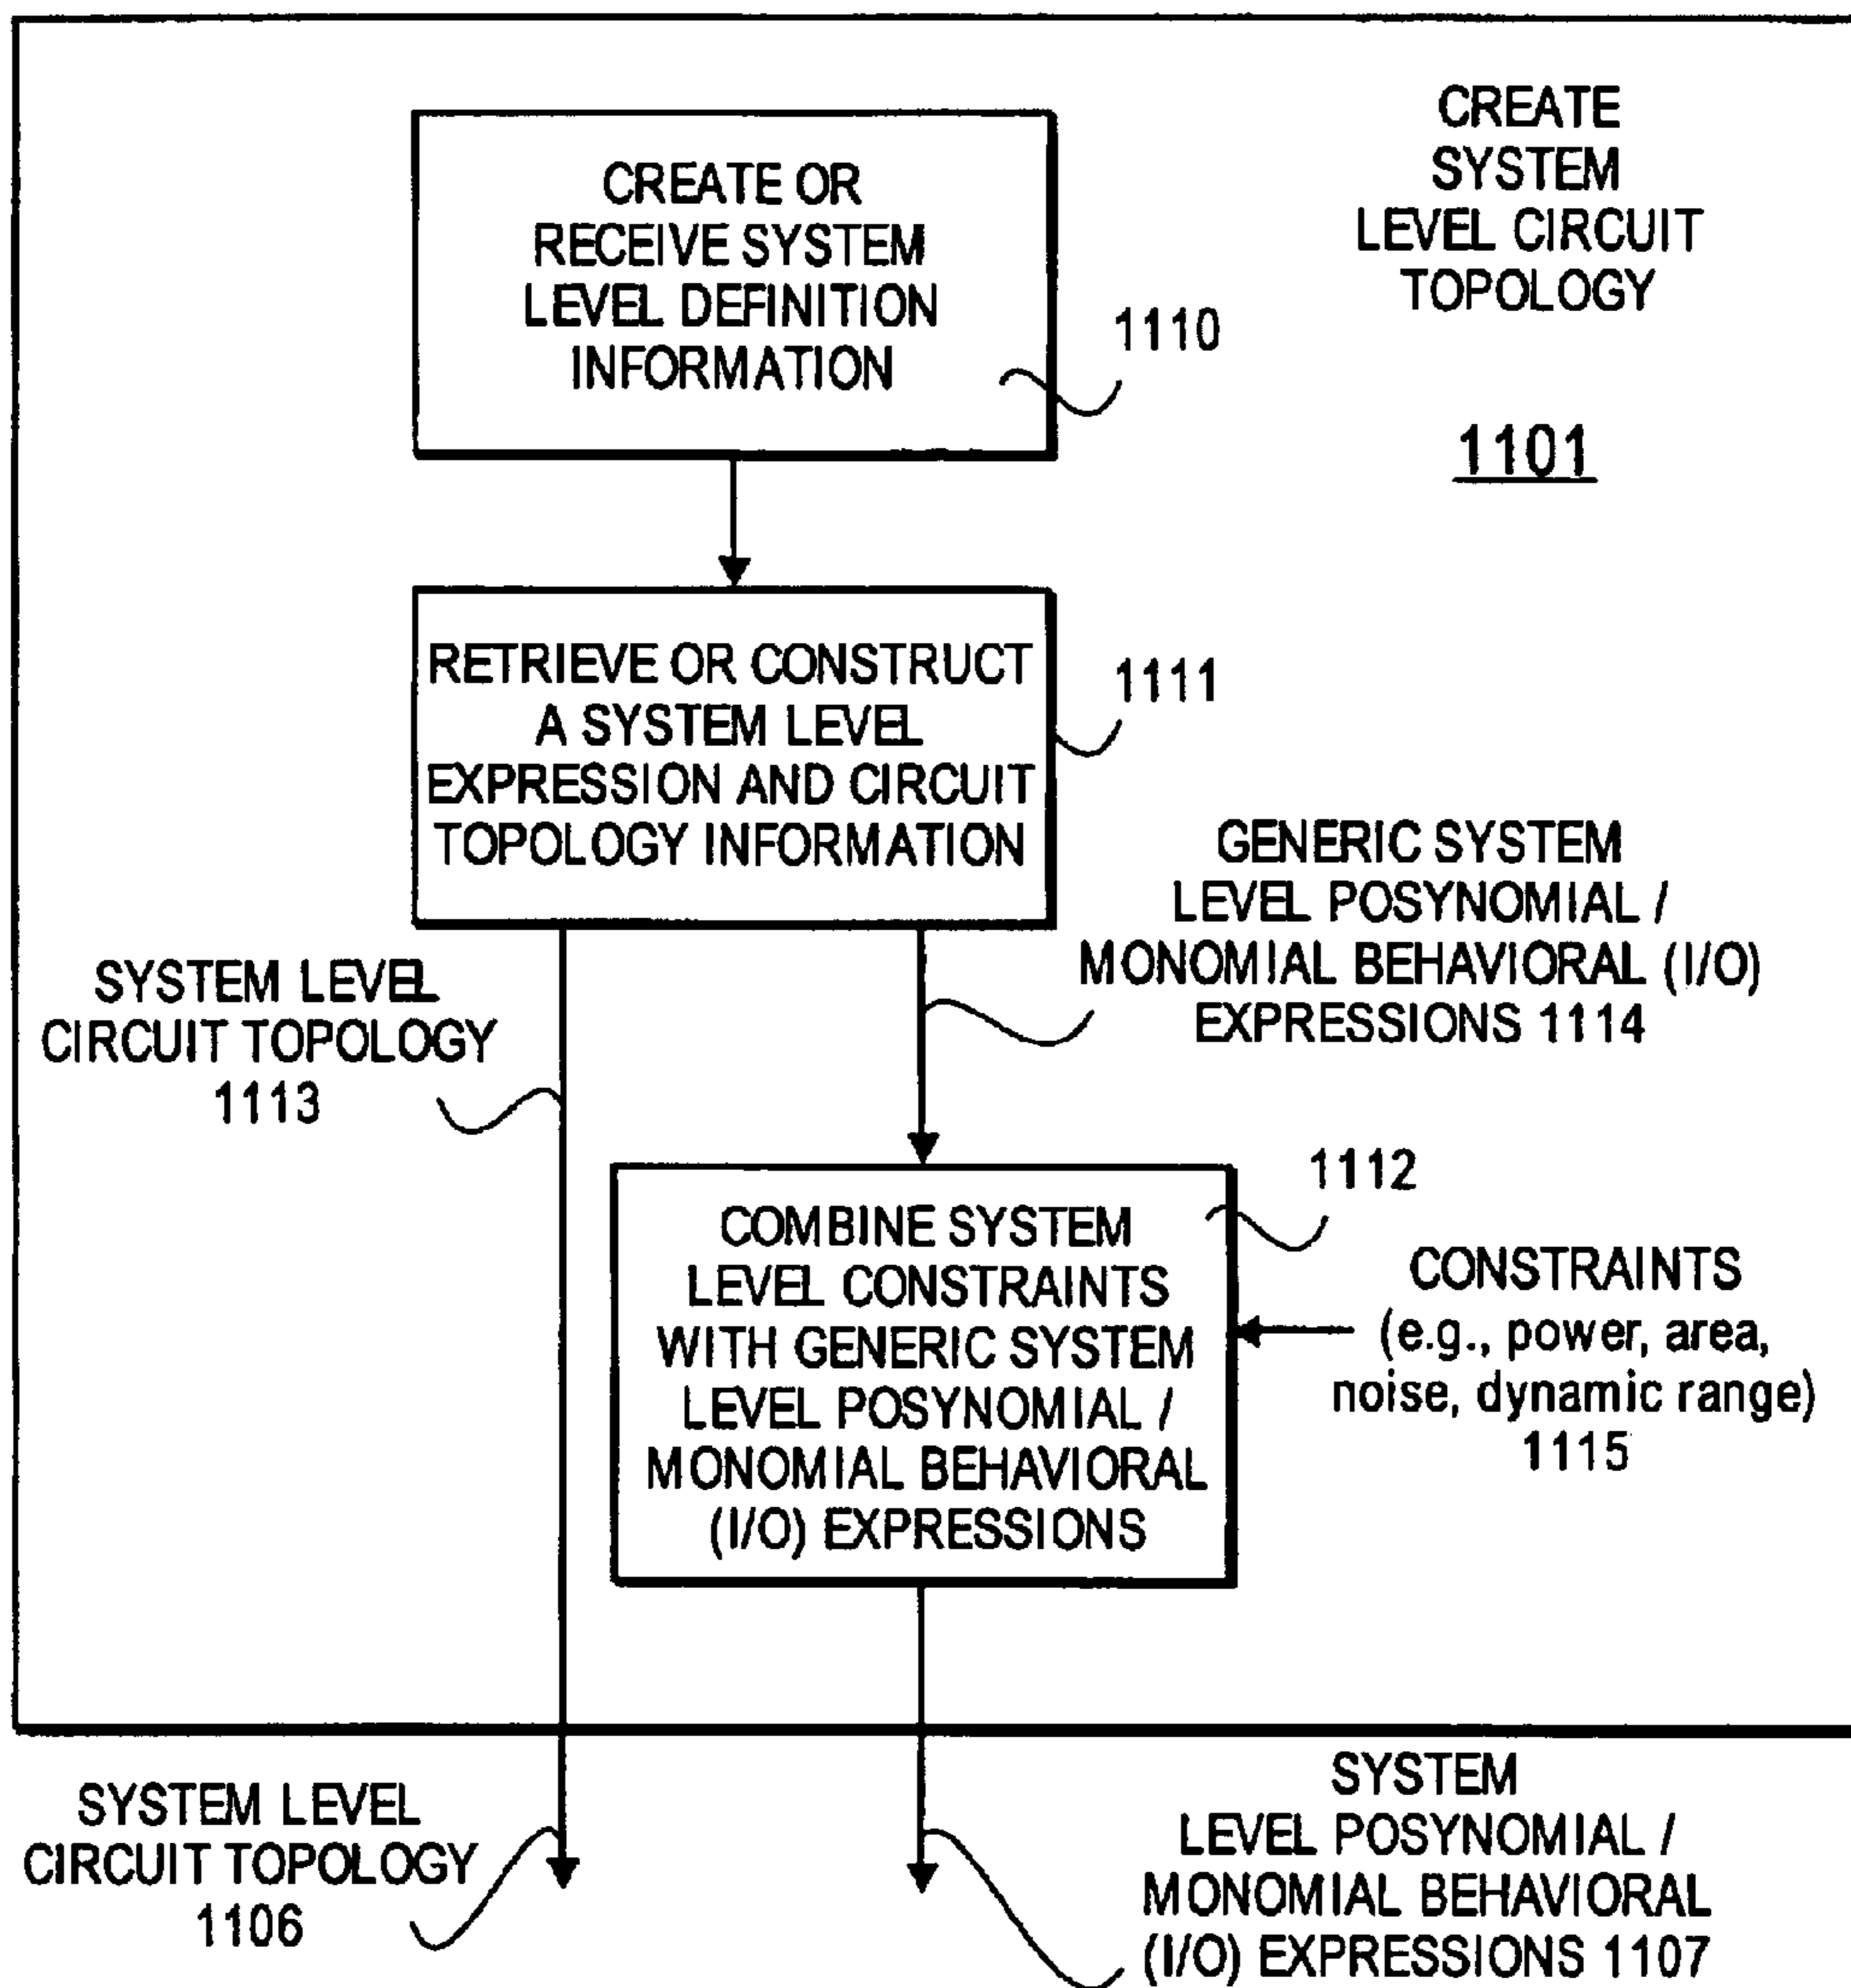 CREATE
SYSTEM
LEVEL CIRCUIT
TOPOLOGY
1101
CREATE OR
RECEIVE SYSTEM
LEVEL DEFINITION
INFORMATION
1110
RETRIEVE OR CONSTRUCT
A SYSTEM LEVEL
EXPRESSION AND CIRCUIT
TOPOLOGY INFORMATION
1111
GENERIC SYSTEM
LEVEL POSYNOMIAL /
MONOMIAL BEHAVIORAL (I/O)
EXPRESSIONS 1114
SYSTEM LEVEL
CIRCUIT TOPOLOGY
1113
1112
COMBINE SYSTEM
LEVEL CONSTRAINTS
WITH GENERIC SYSTEM
LEVEL POSYNOMIAL /
MONOMIAL BEHAVIORAL
(I/O) EXPRESSIONS
CONSTRAINTS
(e.g., power, area,
noise, dynamic range)
1115
SYSTEM LEVEL
CIRCUIT TOPOLOGY
1106
SYSTEM
LEVEL POSYNOMIAL /
MONOMIAL BEHAVIORAL
(I/O) EXPRESSIONS 1107